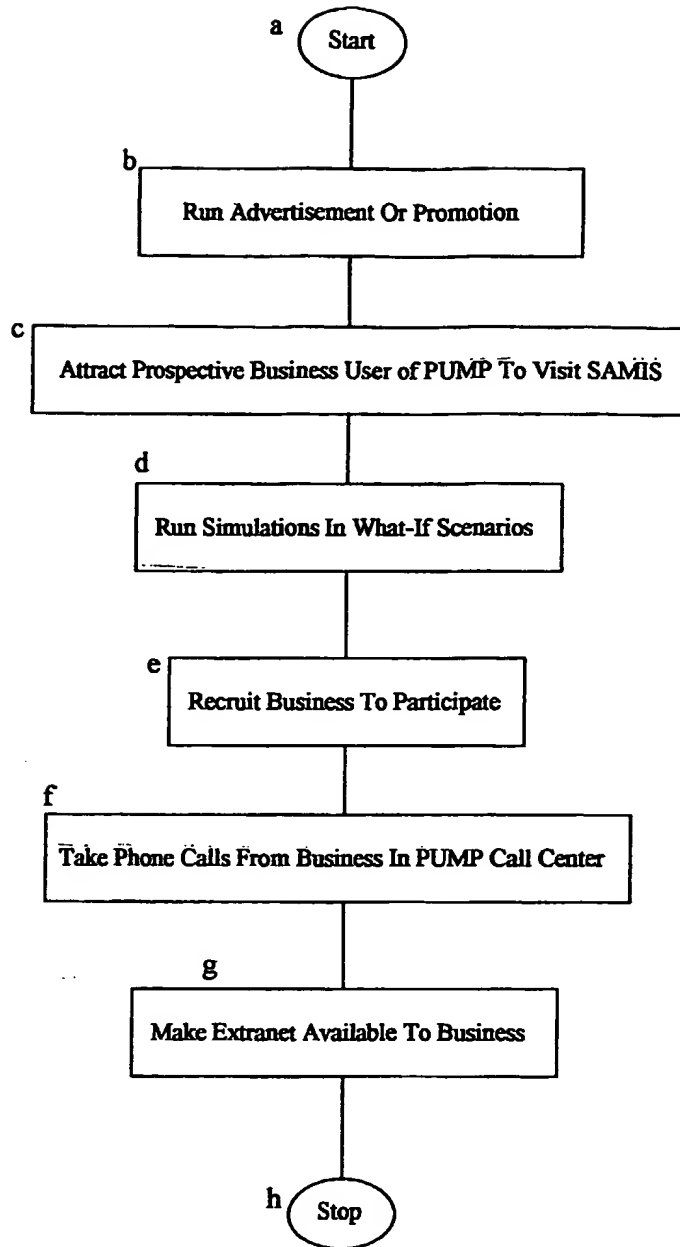 a
Start
b
Run Advertisement Or Promotion
c
Attract Prospective Business User of PUMP To Visit SAMIS
d
Run Simulations In What-If Scenarios
e
Recruit Business To Participate
f
Take Phone Calls From Business In PUMP Call Center
g
Make Extranet Available To Business
h
Stop